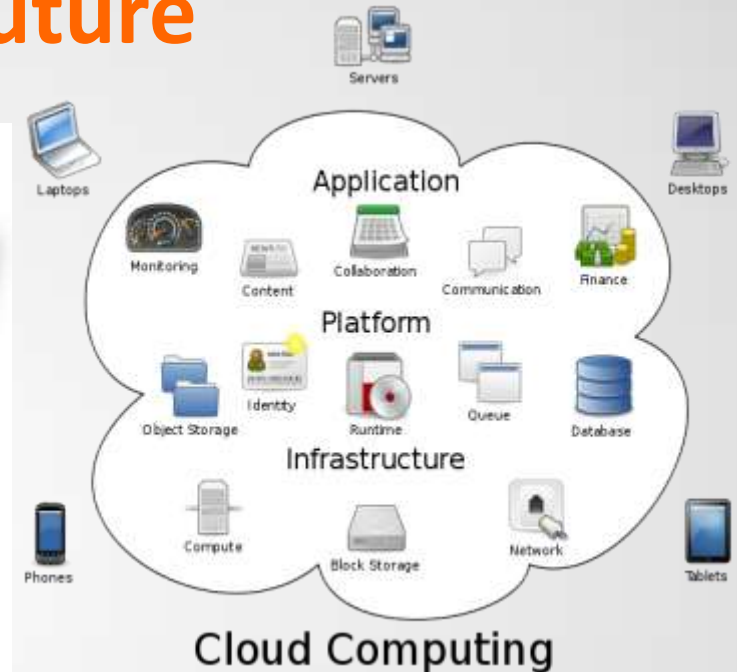 uture
Servers
Laptops
Desktops
Application
Monitoring
Content
Collaboration
Communication
Finance
Platform
Object Storage
Identity
Runtime
Queue
Database
Infrastructure
Compute
Block Storage
Network
Phones
Tablets
Cloud Computing